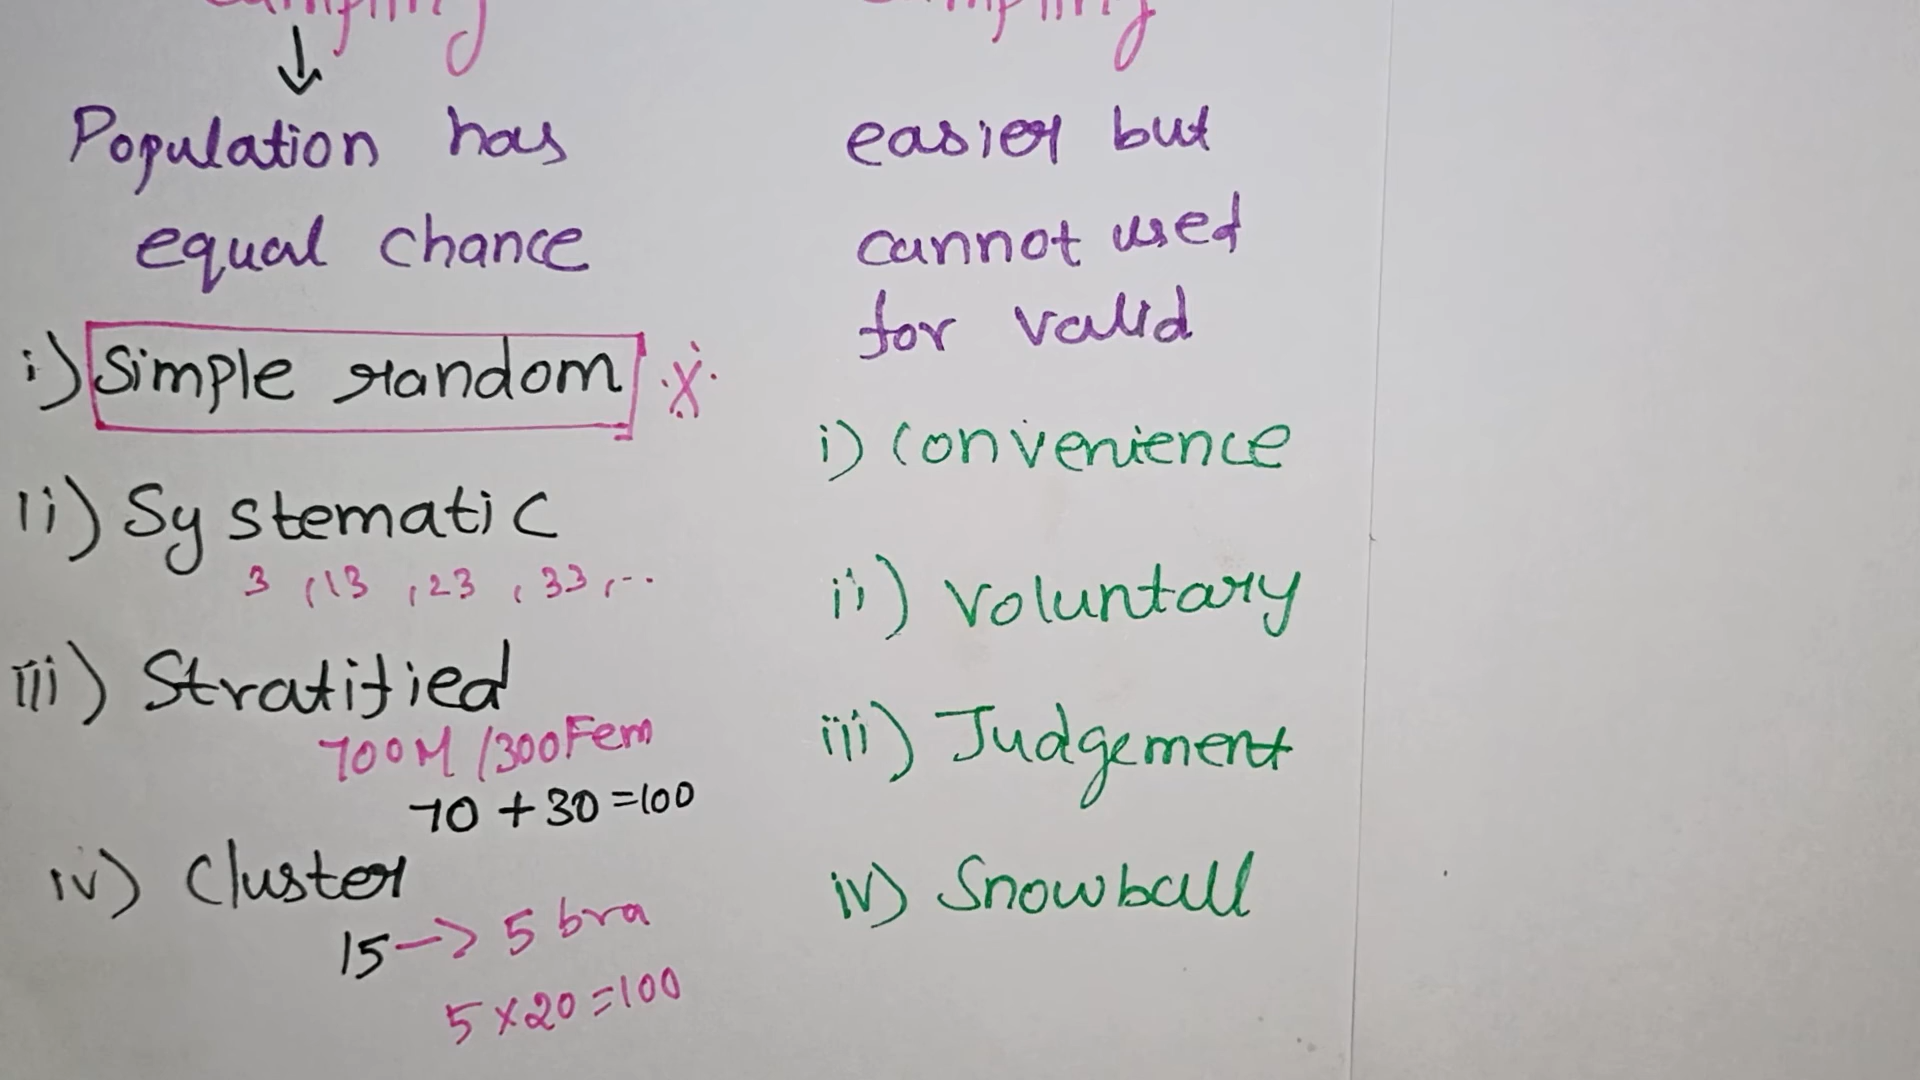 sampling
sampling
Population has
equal chance
i) Simple random
ii) Systematic
3, 13, 23, 33, ...
iii) Stratified
700M /300Fem
70 + 30 = 100
iv) Cluster
15 -> 5 bra
5 x 20 = 100
easier but
cannot used
for valid
i) Convenience
ii) Voluntary
iii) Judgement
iv) Snowball